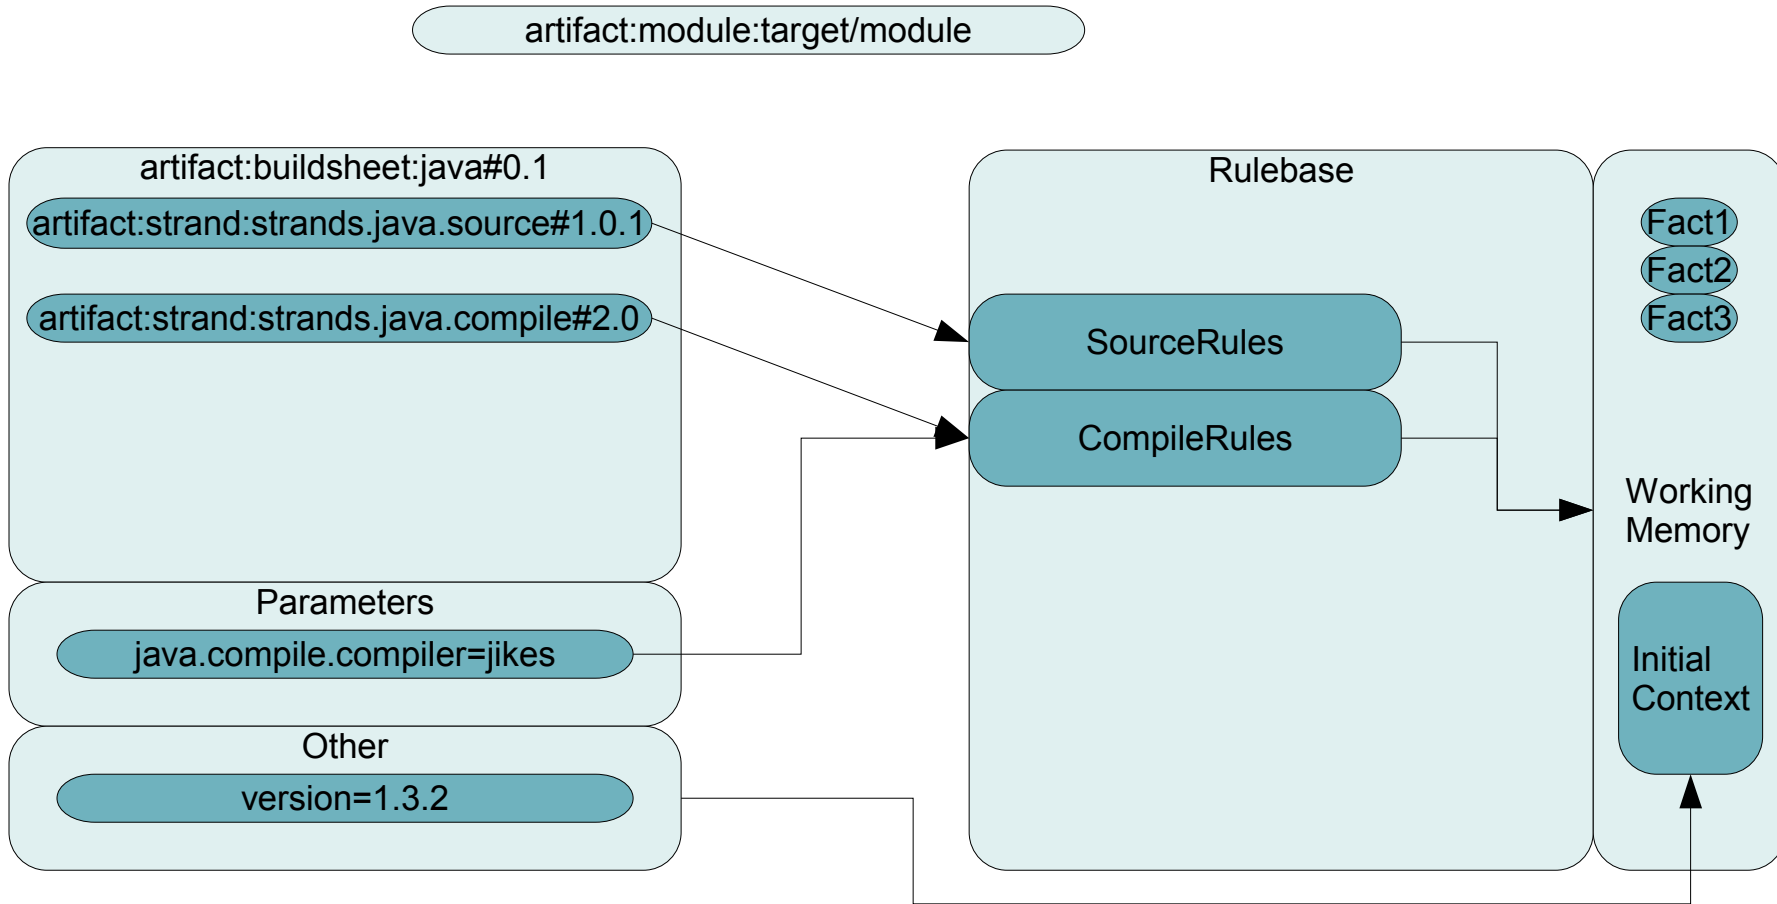 artifact:module:target/module
artifact:buildsheet:java#0.1
artifact:strand:strands.java.source#1.0.1
artifact:strand:strands.java.compile#2.0
Parameters
java.compile.compiler=jikes
Other
version=1.3.2
Rulebase
SourceRules
CompileRules
Fact1
Fact2
Fact3
Working
Memory
Initial
Context